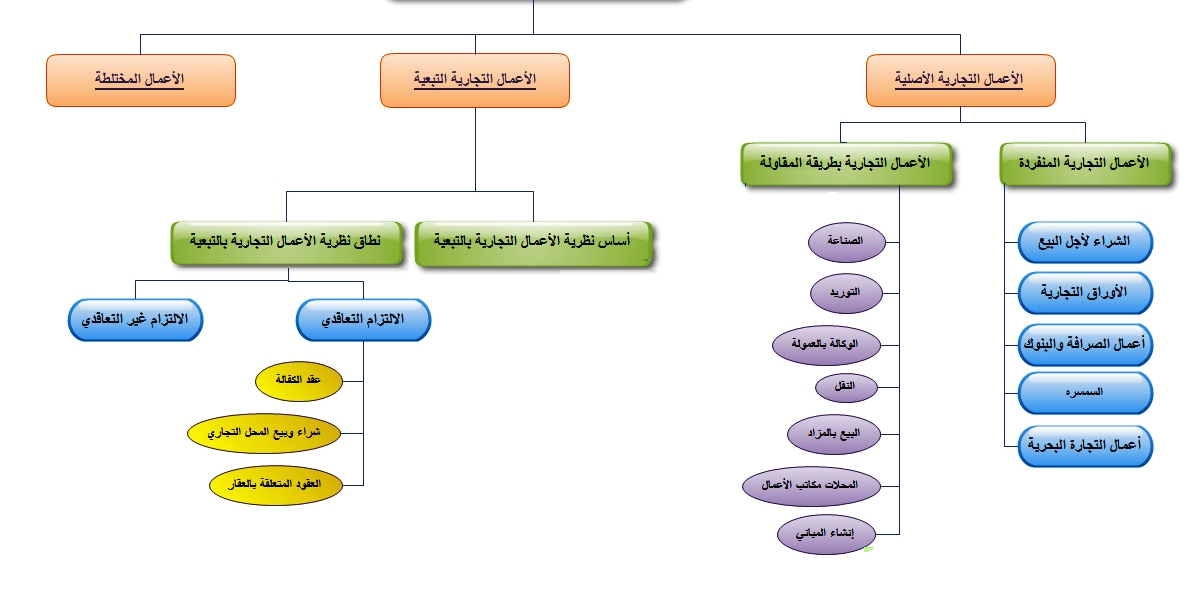 الأعمال التجارية الأصلية
الأعمال التجارية التبعية
الأعمال المختلطة
الأعمال التجارية المنفردة
الأعمال التجارية بطريقة المقاولة
أساس نظرية الأعمال التجارية بالتبعية
نطاق نظرية الأعمال التجارية بالتبعية
الشراء لأجل البيع
الأوراق التجارية
أعمال الصرافة والبنوك
السمسره
أعمال التجارة البحرية
الصناعة
التوريد
الوكالة بالعمولة
النقل
البيع بالمزاد
المحلات مكاتب الأعمال
إنشاء المباني
الالتزام التعاقدي
الالتزام غير التعاقدي
عقد الكفالة
شراء وبيع المحل التجاري
العقود المتعلقة بالعقار